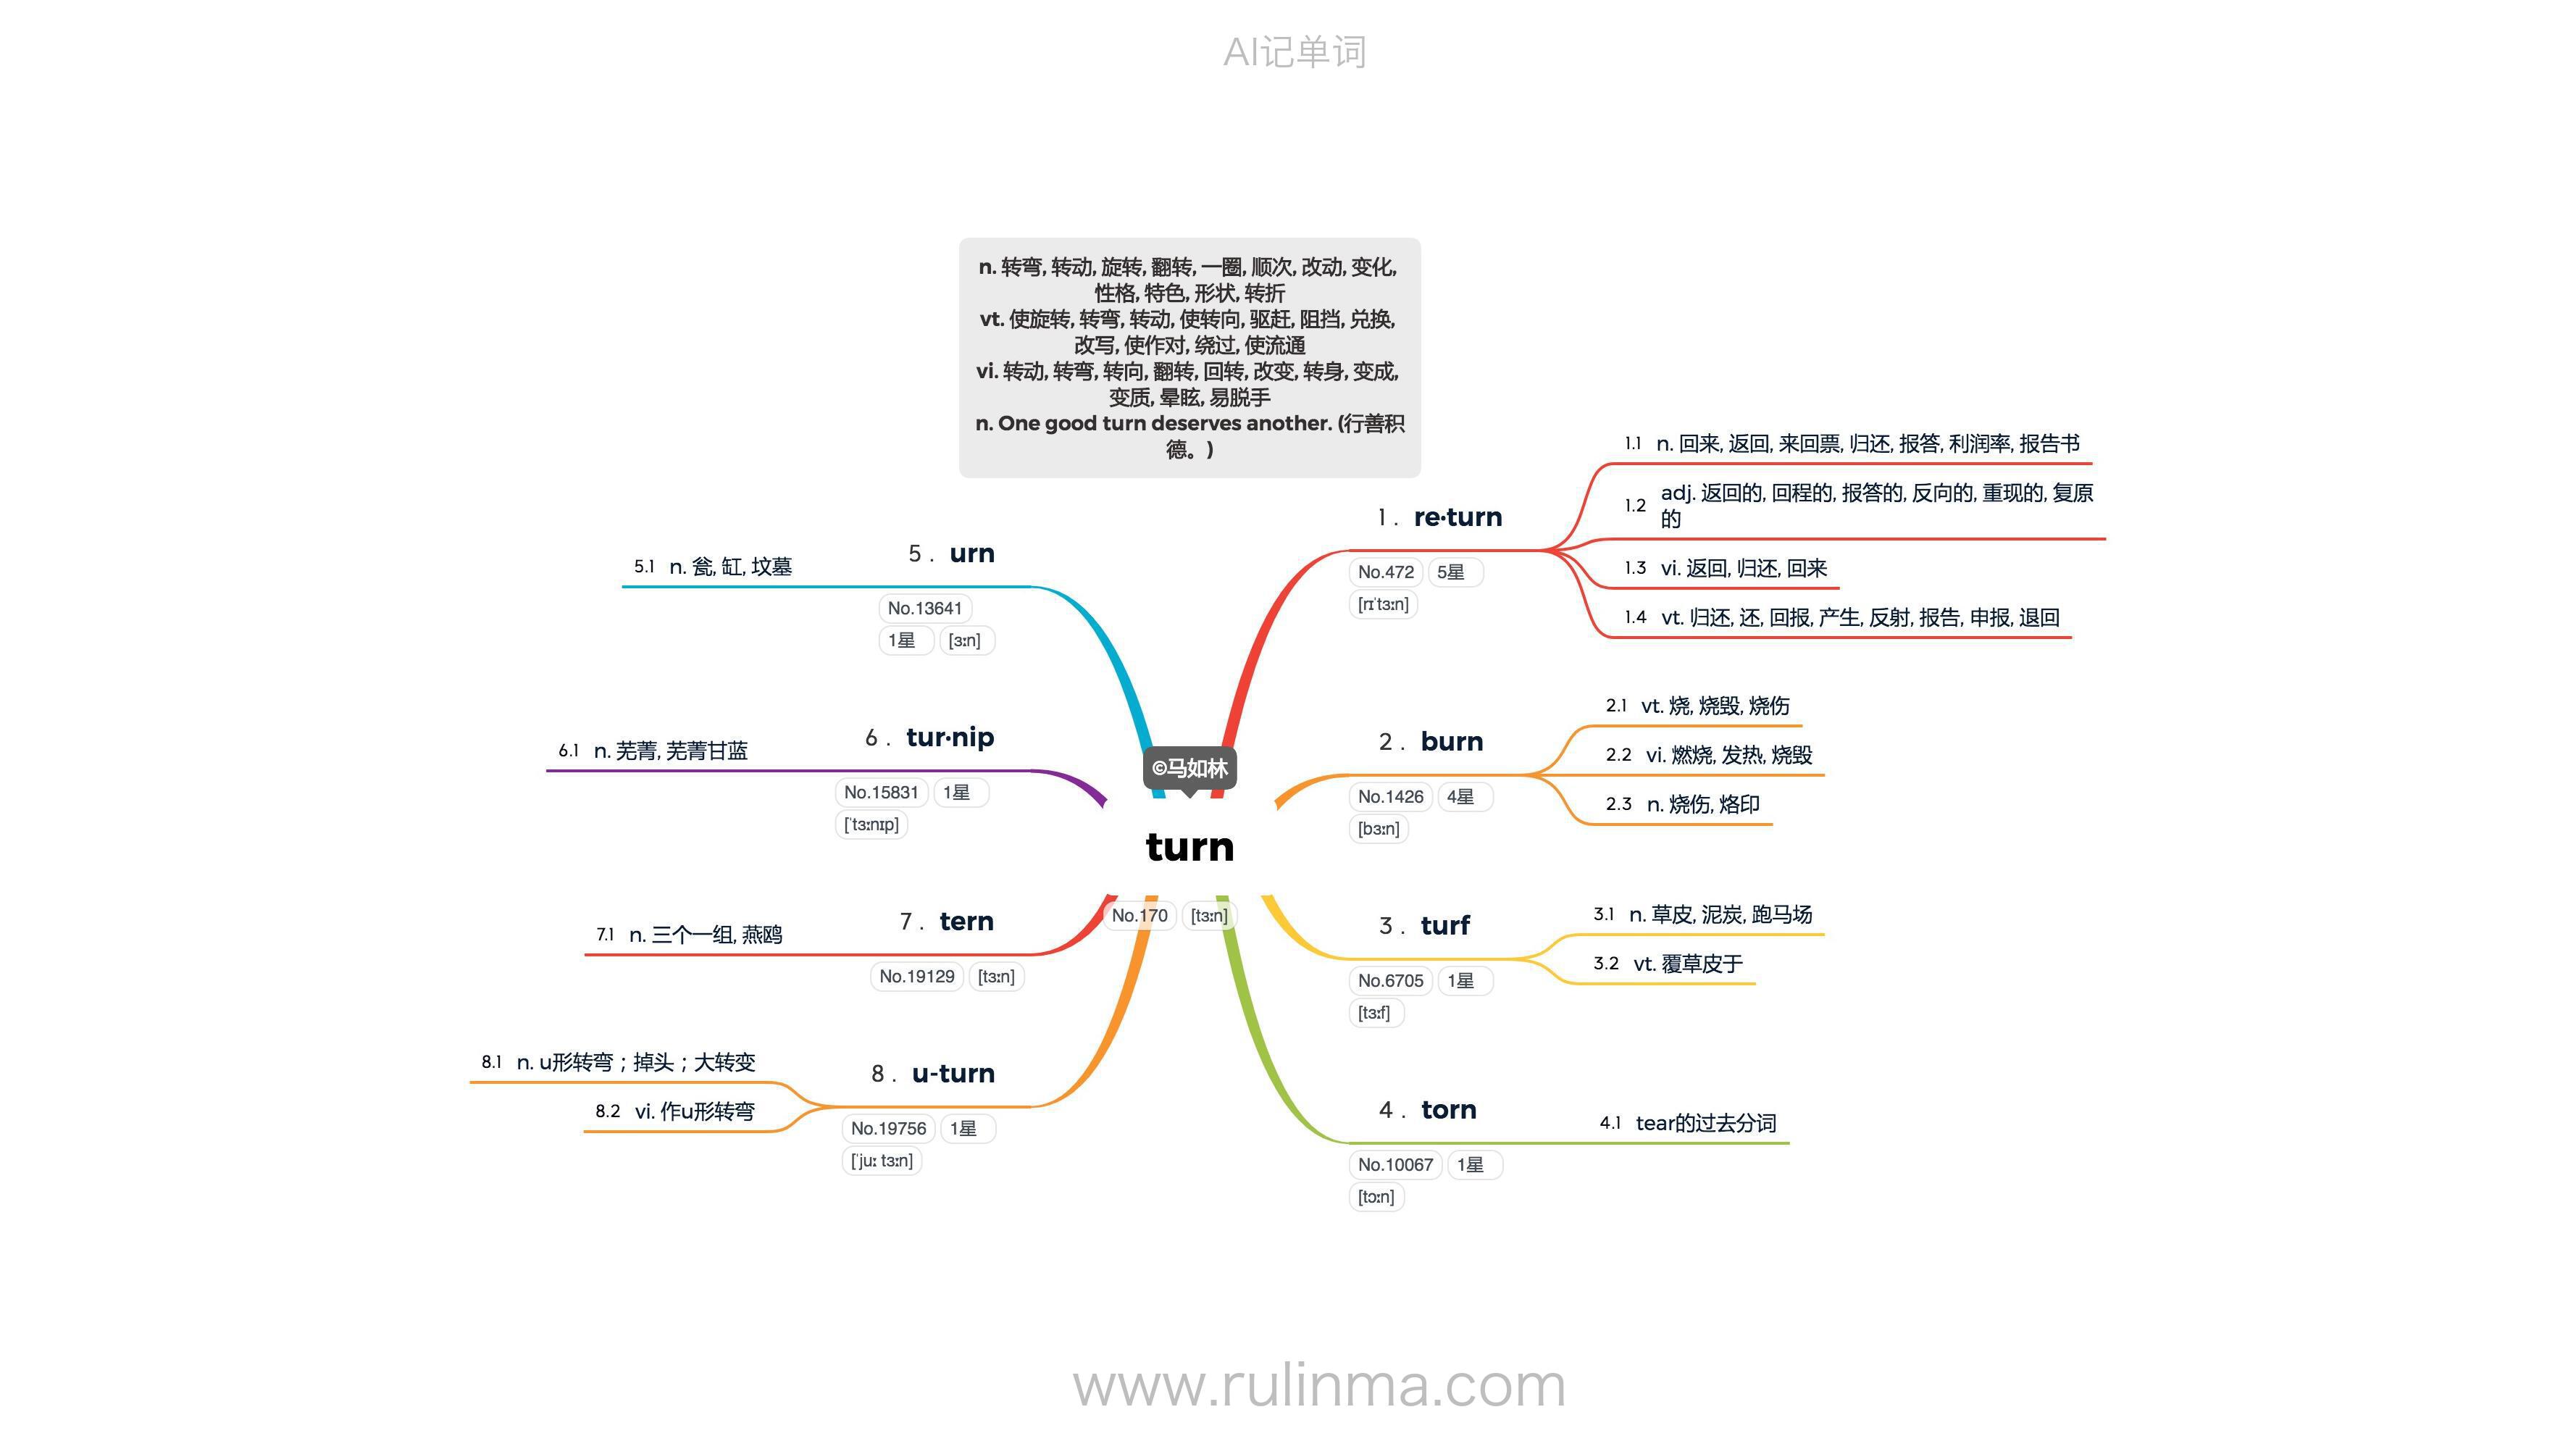 AI记单词
n. 转弯, 转动, 旋转, 翻转, 一圈, 顺次, 改动, 变化,
性格, 特色, 形状, 转折
vt. 使旋转, 转弯, 转动, 使转向, 驱赶, 阻挡, 兑换,
改写, 使作对, 绕过, 使流通
vi. 转动, 转弯, 转向, 翻转, 回转, 改变, 转身, 变成,
变质, 晕眩, 易脱手
n. One good turn deserves another. (行善积
德。)
©马如林
turn
No.170 [tɜːn]
1. re·turn
No.472 5星
[rɪˈtɜːn]
1.1 n. 回来, 返回, 来回票, 归还, 报答, 利润率, 报告书
1.2 adj. 返回的, 回程的, 报答的, 反向的, 重现的, 复原
的
1.3 vi. 返回, 归还, 回来
1.4 vt. 归还, 还, 回报, 产生, 反射, 报告, 申报, 退回
2. burn
No.1426 4星
[bɜːn]
2.1 vt. 烧, 烧毁, 烧伤
2.2 vi. 燃烧, 发热, 烧毁
2.3 n. 烧伤, 烙印
3. turf
No.6705 1星
[tɜːf]
3.1 n. 草皮, 泥炭, 跑马场
3.2 vt. 覆草皮于
4. torn
No.10067 1星
[tɔːn]
4.1 tear的过去分词
5. urn
No.13641
1星 [ɜːn]
5.1 n. 瓮, 缸, 坟墓
6. tur·nip
No.15831 1星
[ˈtɜːnɪp]
6.1 n. 芜菁, 芜菁甘蓝
7. tern
No.19129 [tɜːn]
7.1 n. 三个一组, 燕鸥
8. u-turn
No.19756 1星
[ˈjuː tɜːn]
8.1 n. u形转弯；掉头；大转变
8.2 vi. 作u形转弯
www.rulinma.com